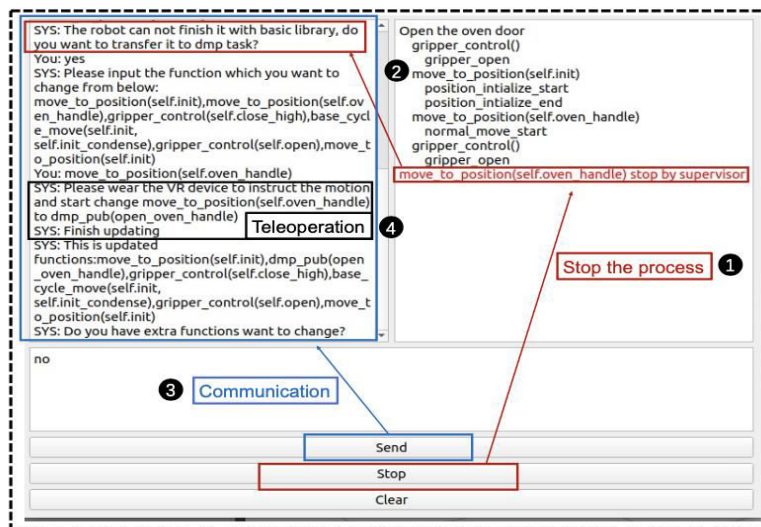 SYS: The robot can not finish it with basic library, do
you want to transfer it to dmp task?
You: yes
SYS: Please input the function which you want to
change from below:
move_to_position(self.init),move_to_position(self.ov
en_handle),gripper_control(self.close_high),base_cycl
e_move(self.init,
self.init_condense),gripper_control(self.open),move_t
o_position(self.init)
You: move_to_position(self.oven_handle)
SYS: Please wear the VR device to instruct the motion
and start change move_to_position(self.oven_handle)
to dmp_pub(open_oven_handle)
SYS: Finish updating
Teleoperation
4
SYS: This is updated
functions:move_to_position(self.init),dmp_pub(open
_oven_handle),gripper_control(self.close_high),base_
cycle_move(self.init,
self.init_condense),gripper_control(self.open),move_t
o_position(self.init)
SYS: Do you have extra functions want to change?
Open the oven door
gripper_control()
gripper_open
2
move_to_position(self.init)
position_intialize_start
position_intialize_end
move_to_position(self.oven_handle)
normal_move_start
gripper_control()
gripper_open
move_to_position(self.oven_handle) stop by supervisor
Stop the process
1
no
3
Communication
Send
Stop
Clear